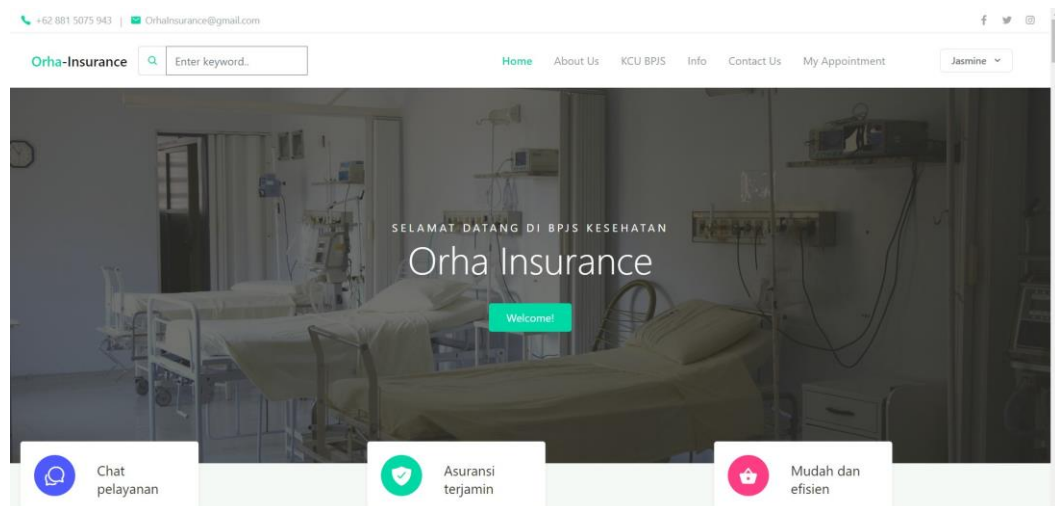 +62 881 5075 943 | OrhaInsurance@gmail.com
Orha-Insurance Enter keyword.. Home About Us KCU BPJS Info Contact Us My Appointment Jasmine
SELAMAT DATANG DI BPJS KESEHATAN
Orha Insurance
Welcome!
Chat
pelayanan
Asuransi
terjamin
Mudah dan
efisien